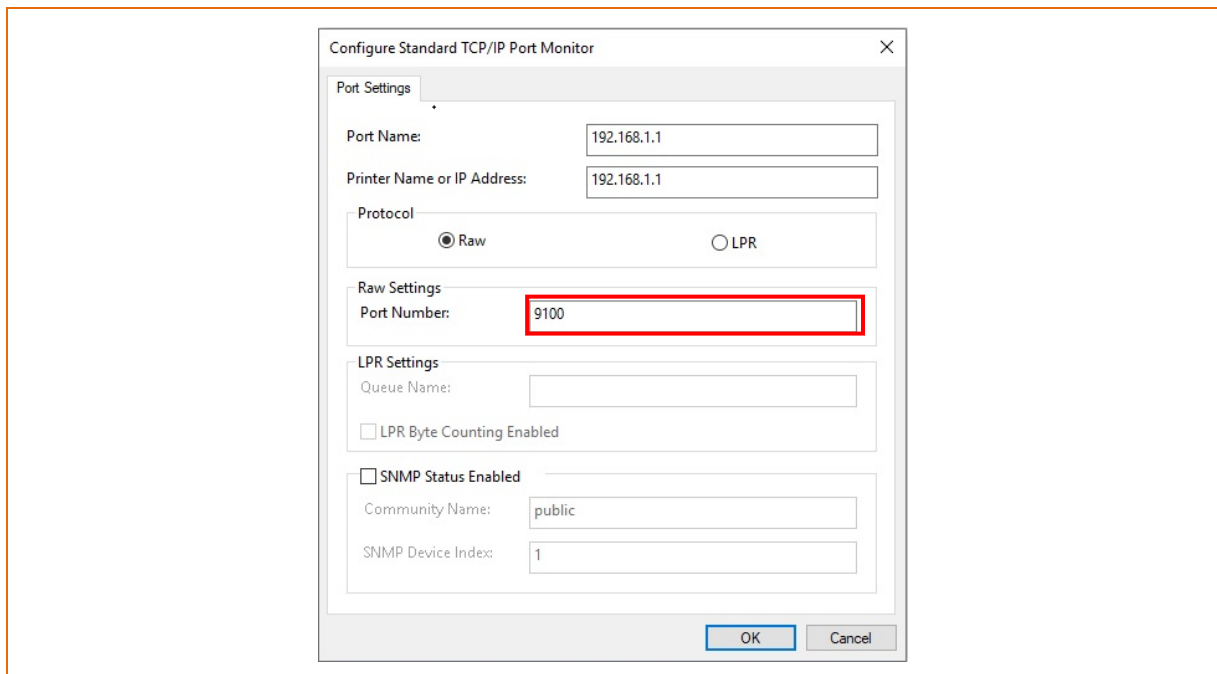 Configure Standard TCP/IP Port Monitor
Port Settings
Port Name: 192.168.1.1
Printer Name or IP Address: 192.168.1.1
Protocol
Raw LPR
Raw Settings
Port Number: 9100
LPR Settings
Queue Name:
LPR Byte Counting Enabled
SNMP Status Enabled
Community Name: public
SNMP Device Index: 1
OK Cancel